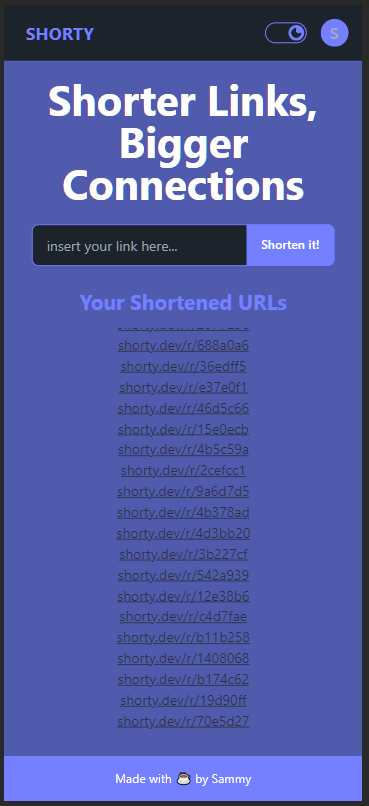 SHORTY
S
Shorter Links,
Bigger
Connections
insert your link here...
Shorten it!
Your Shortened URLs
shorty.dev/r/688a0a6
shorty.dev/r/36edff5
shorty.dev/r/e37e0f1
shorty.dev/r/46d5c66
shorty.dev/r/15e0ecb
shorty.dev/r/4b5c59a
shorty.dev/r/2cefcc1
shorty.dev/r/9a6d7d5
shorty.dev/r/4b378ad
shorty.dev/r/4d3bb20
shorty.dev/r/3b227cf
shorty.dev/r/542a939
shorty.dev/r/12e38b6
shorty.dev/r/c4d7fae
shorty.dev/r/b11b258
shorty.dev/r/1408068
shorty.dev/r/b174c62
shorty.dev/r/19d90ff
shorty.dev/r/70e5d27
Made with by Sammy